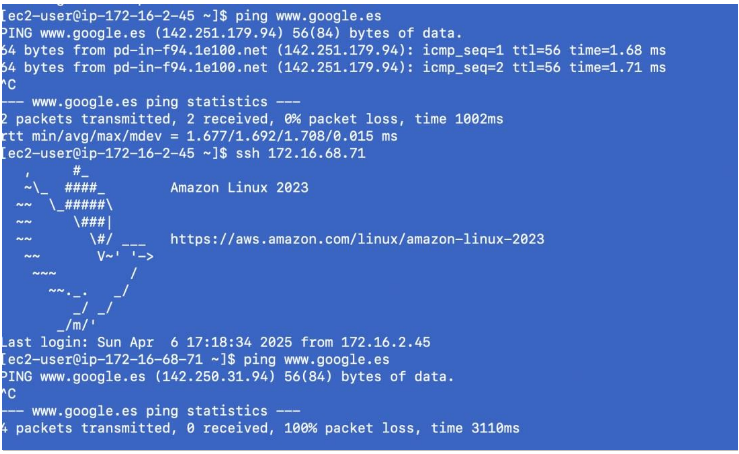 [ec2-user@ip-172-16-2-45 ~]$ ping www.google.es
PING www.google.es (142.251.179.94) 56(84) bytes of data.
64 bytes from pd-in-f94.1e100.net (142.251.179.94): icmp_seq=1 ttl=56 time=1.68 ms
64 bytes from pd-in-f94.1e100.net (142.251.179.94): icmp_seq=2 ttl=56 time=1.71 ms
^C
--- www.google.es ping statistics ---
2 packets transmitted, 2 received, 0% packet loss, time 1002ms
rtt min/avg/max/mdev = 1.677/1.692/1.708/0.015 ms
[ec2-user@ip-172-16-2-45 ~]$ ssh 172.16.68.71
   ,     #_
   ~\_  ####_        Amazon Linux 2023
  ~~  \_#####\
  ~~     \###|
  ~~       \#/ ___   https://aws.amazon.com/linux/amazon-linux-2023
   ~~       V~' '->
    ~~~         /
      ~~._.   _/
         _/ _/
       _/m/'
Last login: Sun Apr  6 17:18:34 2025 from 172.16.2.45
[ec2-user@ip-172-16-68-71 ~]$ ping www.google.es
PING www.google.es (142.250.31.94) 56(84) bytes of data.
^C
--- www.google.es ping statistics ---
4 packets transmitted, 0 received, 100% packet loss, time 3110ms